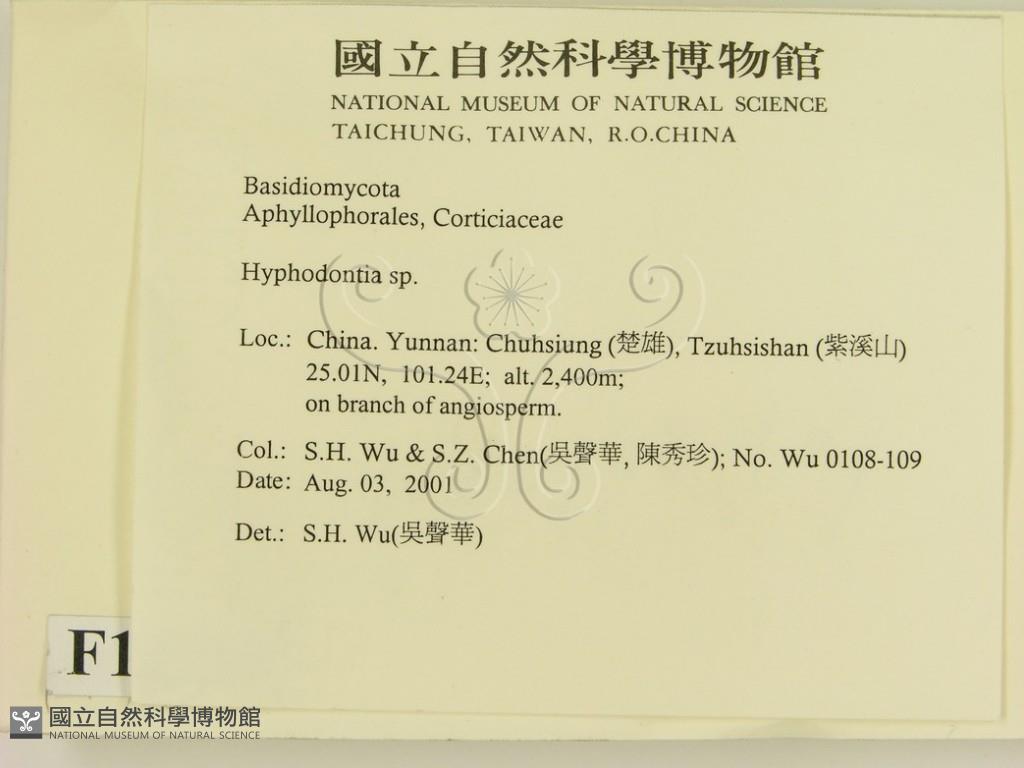 國立自然科學博物館
NATIONAL MUSEUM OF NATURAL SCIENCE
TAICHUNG, TAIWAN, R.O.CHINA
Basidiomycota
Aphyllophorales, Corticiaceae
Hyphodontia sp.
Loc.: China. Yunnan: Chuhsiung (楚雄), Tzuhsishan (紫溪山)
25.01N, 101.24E; alt. 2,400m;
on branch of angiosperm.
Col.: S.H. Wu & S.Z. Chen(吳聲華, 陳秀珍); No. Wu 0108-109
Date: Aug. 03, 2001
Det.: S.H. Wu(吳聲華)
F1
國立自然科學博物館
NATIONAL MUSEUM OF NATURAL SCIENCE